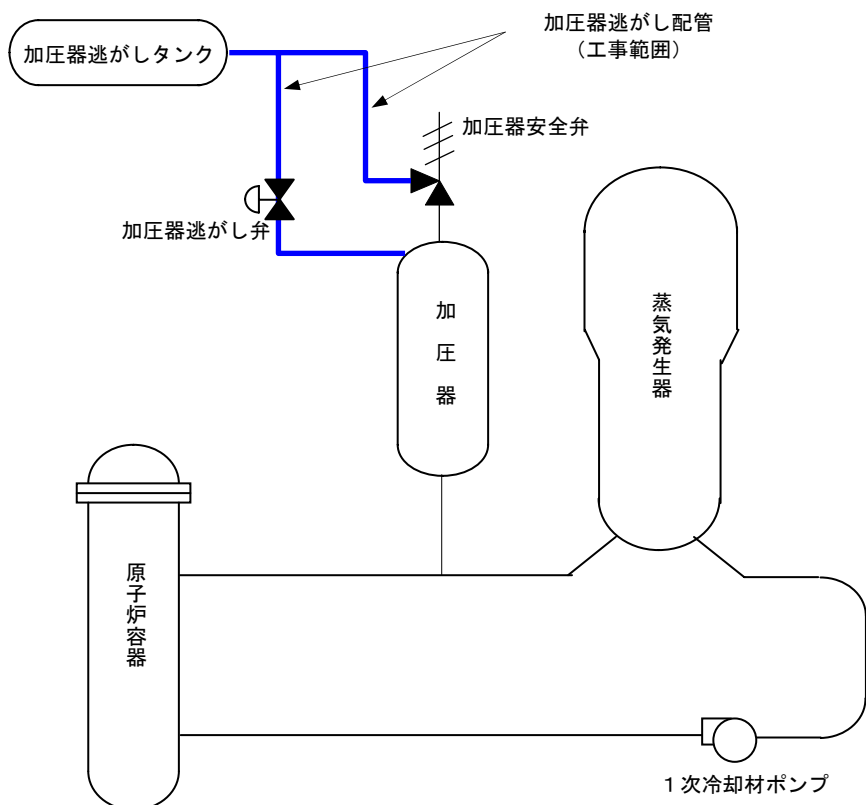 加圧器逃がし配管
（工事範囲）
加圧器逃がしタンク
加圧器安全弁
加圧器逃がし弁
加圧器
蒸気発生器
原子炉容器
１次冷却材ポンプ